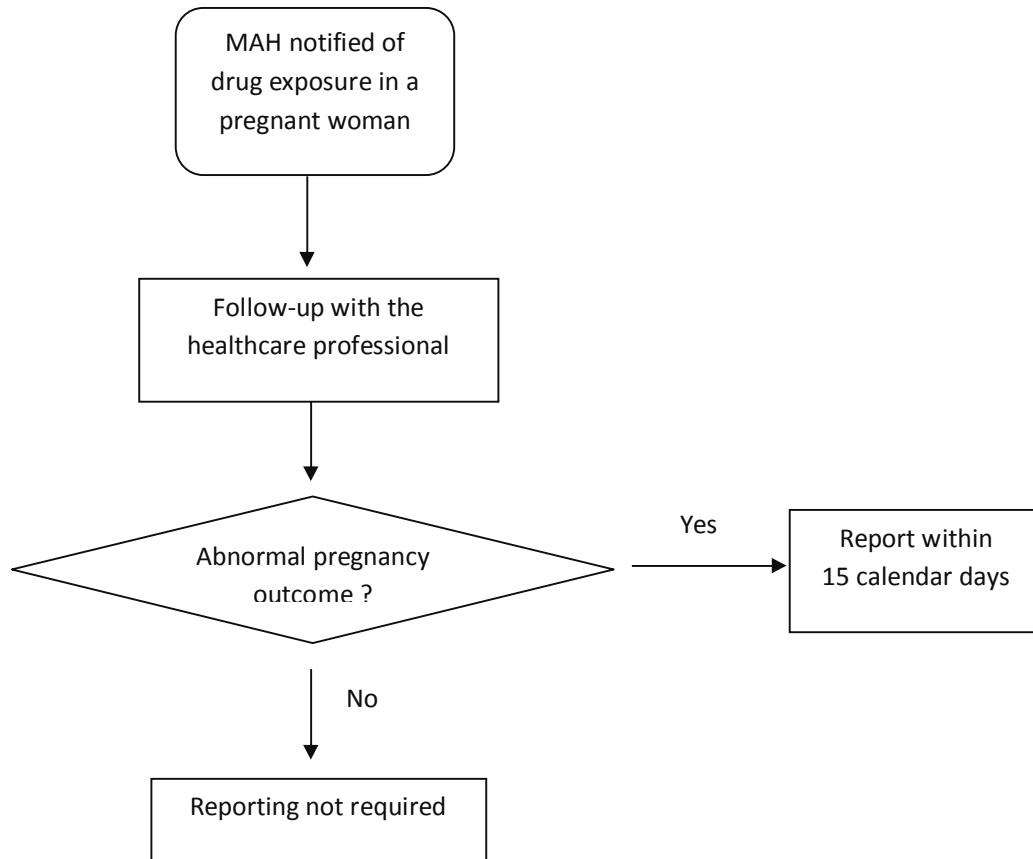 MAH notified of
drug exposure in a
pregnant woman
Follow-up with the
healthcare professional
Abnormal pregnancy
outcome ?
Yes
Report within
15 calendar days
No
Reporting not required